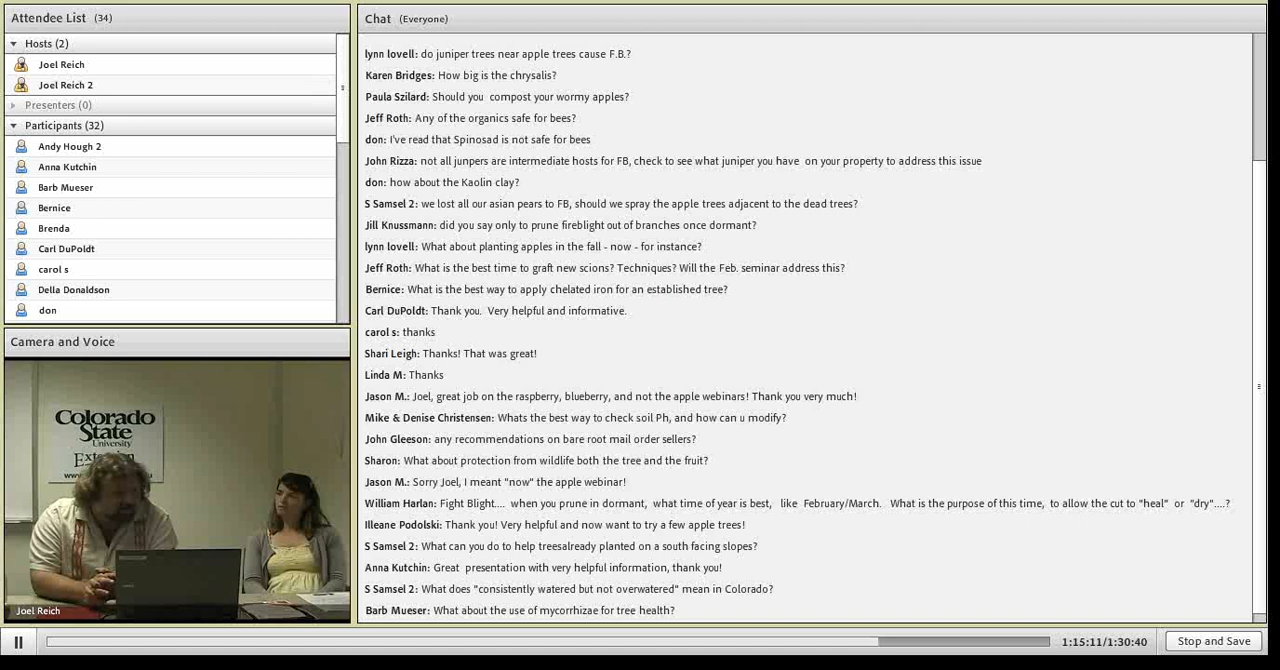 Attendee List (34)
Hosts (2)
Joel Reich
Joel Reich 2
Presenters (0)
Participants (32)
Andy Hough 2
Anna Kutchin
Barb Mueser
Bernice
Brenda
Carl DuPoldt
carol s
Della Donaldson
don
Camera and Voice
Colorado
State
University
Extension
Joel Reich
Chat (Everyone)
lynn lovell: do juniper trees near apple trees cause F.B.?
Karen Bridges: How big is the chrysalis?
Paula Szilard: Should you compost your wormy apples?
Jeff Roth: Any of the organics safe for bees?
don: I've read that Spinosad is not safe for bees
John Rizza: not all junpers are intermediate hosts for FB, check to see what juniper you have on your property to address this issue
don: how about the Kaolin clay?
S Samsel 2: we lost all our asian pears to FB, should we spray the apple trees adjacent to the dead trees?
Jill Knussmann: did you say only to prune fireblight out of branches once dormant?
lynn lovell: What about planting apples in the fall - now - for instance?
Jeff Roth: What is the best time to graft new scions? Techniques? Will the Feb. seminar address this?
Bernice: What is the best way to apply chelated iron for an established tree?
Carl DuPoldt: Thank you. Very helpful and informative.
carol s: thanks
Shari Leigh: Thanks! That was great!
Linda M: Thanks
Jason M.: Joel, great job on the raspberry, blueberry, and not the apple webinars! Thank you very much!
Mike & Denise Christensen: Whats the best way to check soil Ph, and how can u modify?
John Gleeson: any recommendations on bare root mail order sellers?
Sharon: What about protection from wildlife both the tree and the fruit?
Jason M.: Sorry Joel, I meant "now" the apple webinar!
William Harlan: Fight Blight.... when you prune in dormant, what time of year is best, like February/March. What is the purpose of this time, to allow the cut to "heal" or "dry"....?
Illeane Podolski: Thank you! Very helpful and now want to try a few apple trees!
S Samsel 2: What can you do to help treesalready planted on a south facing slopes?
Anna Kutchin: Great presentation with very helpful information, thank you!
S Samsel 2: What does "consistently watered but not overwatered" mean in Colorado?
Barb Mueser: What about the use of mycorrhizae for tree health?
1:15:11/1:30:40
Stop and Save